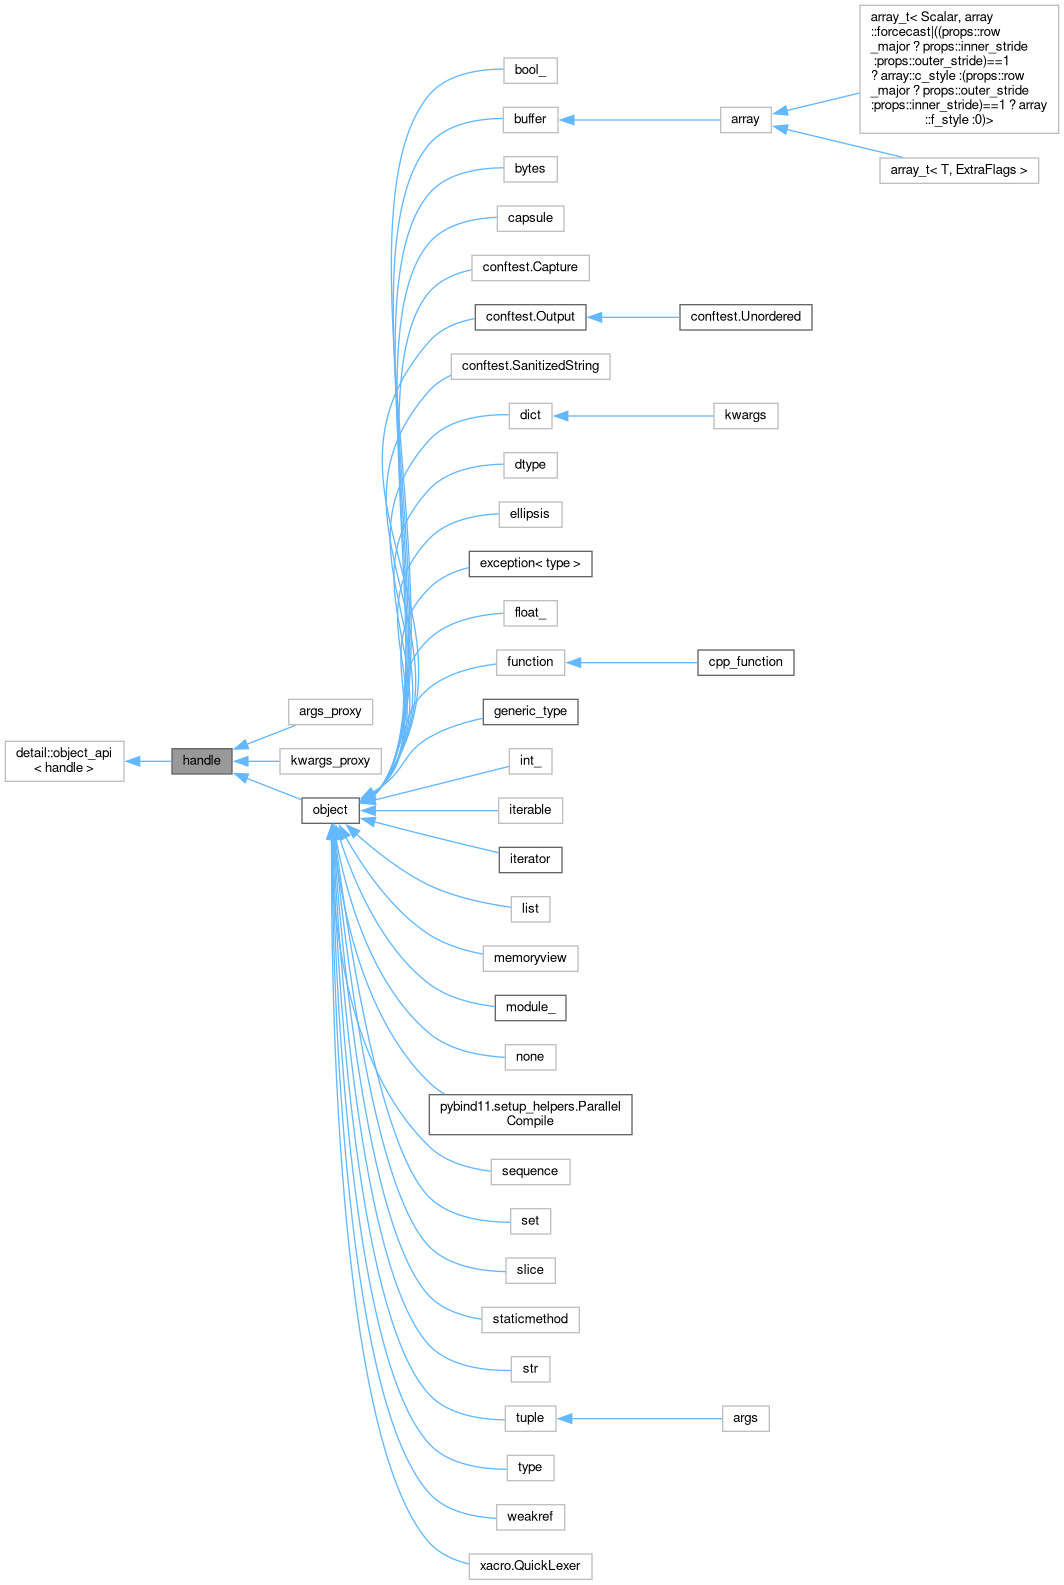 array_t< Scalar, array
::forcecast|((props::row
_major ? props::inner_stride
:props::outer_stride)==1
? array::c_style :(props::row
_major ? props::outer_stride
:props::inner_stride)==1 ? array
::f_style :0)>
bool_
buffer
array
array_t< T, ExtraFlags >
bytes
capsule
conftest.Capture
conftest.Output
conftest.Unordered
conftest.SanitizedString
dict
kwargs
dtype
ellipsis
exception< type >
float_
function
cpp_function
args_proxy
generic_type
detail::object_api
< handle >
handle
kwargs_proxy
int_
object
iterable
iterator
list
memoryview
module_
none
pybind11.setup_helpers.Parallel
Compile
sequence
set
slice
staticmethod
str
tuple
args
type
weakref
xacro.QuickLexer